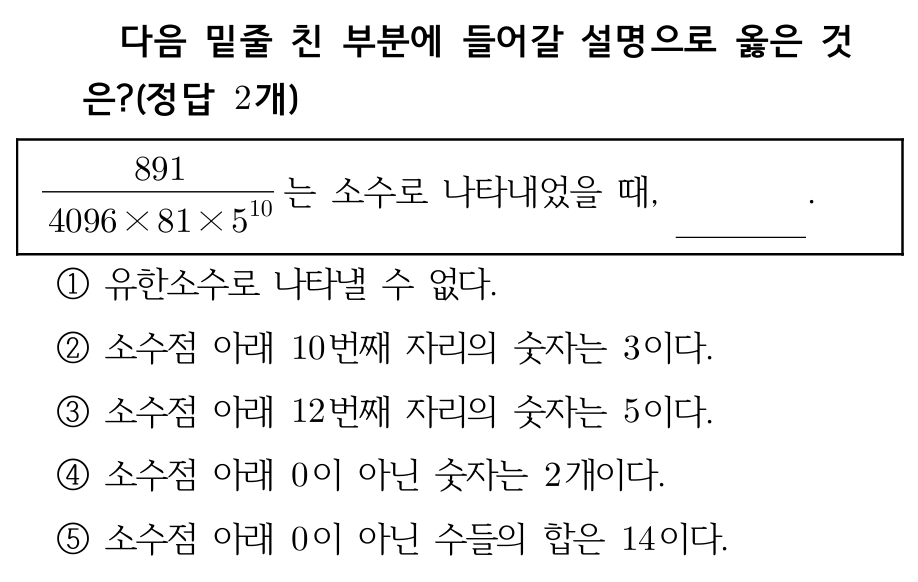 다음 밑줄 친 부분에 들어갈 설명으로 옳은 것
은?(정답 2개)
891
4096×81×5^10 는 소수로 나타내었을 때, ________.
① 유한소수로 나타낼 수 없다.
② 소수점 아래 10번째 자리의 숫자는 3이다.
③ 소수점 아래 12번째 자리의 숫자는 5이다.
④ 소수점 아래 0이 아닌 숫자는 2개이다.
⑤ 소수점 아래 0이 아닌 수들의 합은 14이다.